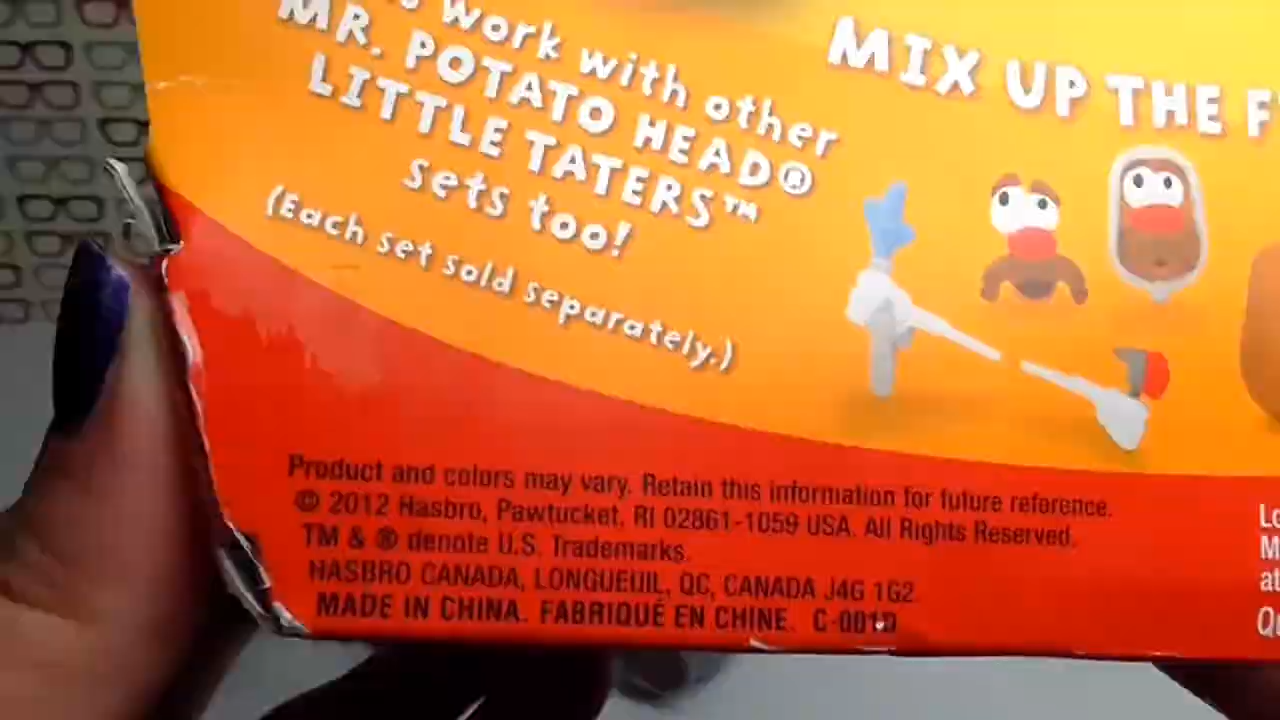 work with other
MR. POTATO HEAD®
LITTLE TATERS™
sets too!
(Each set sold separately.)
MIX UP THE F
Product and colors may vary. Retain this information for future reference.
© 2012 Hasbro, Pawtucket, RI 02861-1059 USA. All Rights Reserved.
TM & ® denote U.S. Trademarks.
HASBRO CANADA, LONGUEUIL, QC, CANADA J4G 1G2.
MADE IN CHINA. FABRIQUÉ EN CHINE. C-001D